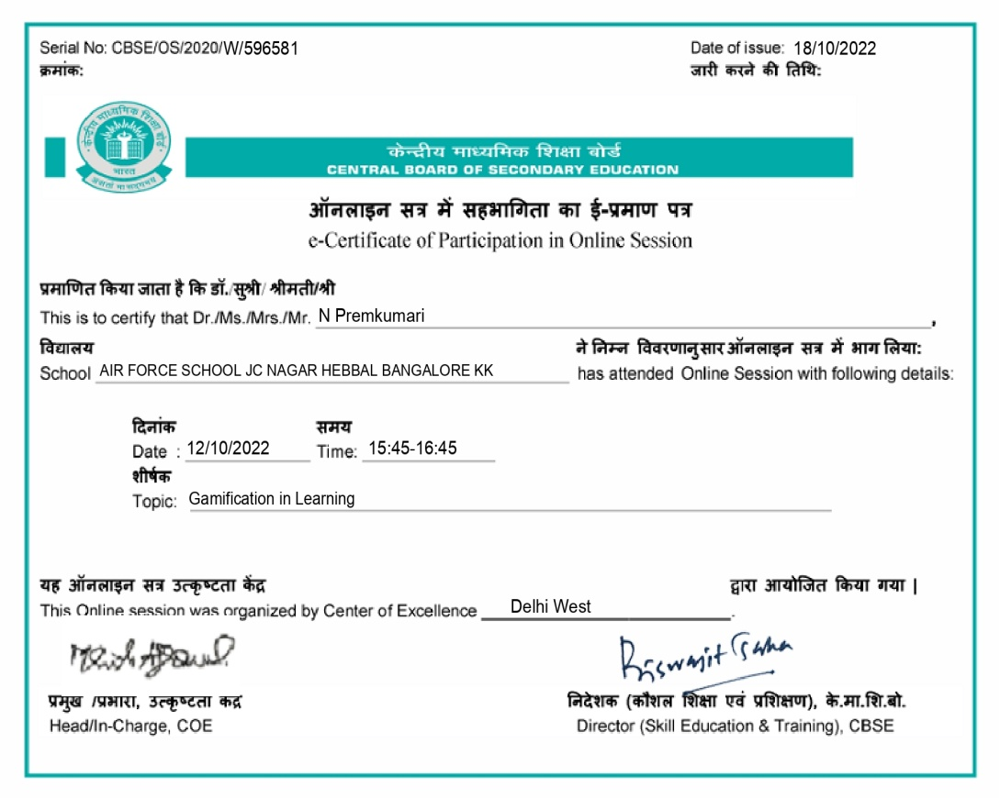 Serial No: CBSE/OS/2020/W/596581
Date of issue: 18/10/2022
क्रमांक:
जारी करने की तिथि:
केन्द्रीय माध्यमिक शिक्षा बोर्ड
भारत
असतो मा सद्गमय
केन्द्रीय माध्यमिक शिक्षा बोर्ड
CENTRAL BOARD OF SECONDARY EDUCATION
ऑनलाइन सत्र में सहभागिता का ई-प्रमाण पत्र
e-Certificate of Participation in Online Session
प्रमाणित किया जाता है कि डॉ./सुश्री/ श्रीमती/श्री
This is to certify that Dr./Ms./Mrs./Mr. N Premkumari ,
विद्यालय
ने निम्न विवरणानुसार ऑनलाइन सत्र में भाग लिया:
School AIR FORCE SCHOOL JC NAGAR HEBBAL BANGALORE KK has attended Online Session with following details:
दिनांक समय
Date : 12/10/2022 Time: 15:45-16:45
शीर्षक
Topic: Gamification in Learning
यह ऑनलाइन सत्र उत्कृष्टता केंद्र
द्वारा आयोजित किया गया |
This Online session was organized by Center of Excellence Delhi West .
Biswajit Saha
प्रमुख /प्रभारा, उत्कृष्टता कद्र
निदेशक (कौशल शिक्षा एवं प्रशिक्षण), के.मा.शि.बो.
Head/In-Charge, COE
Director (Skill Education & Training), CBSE